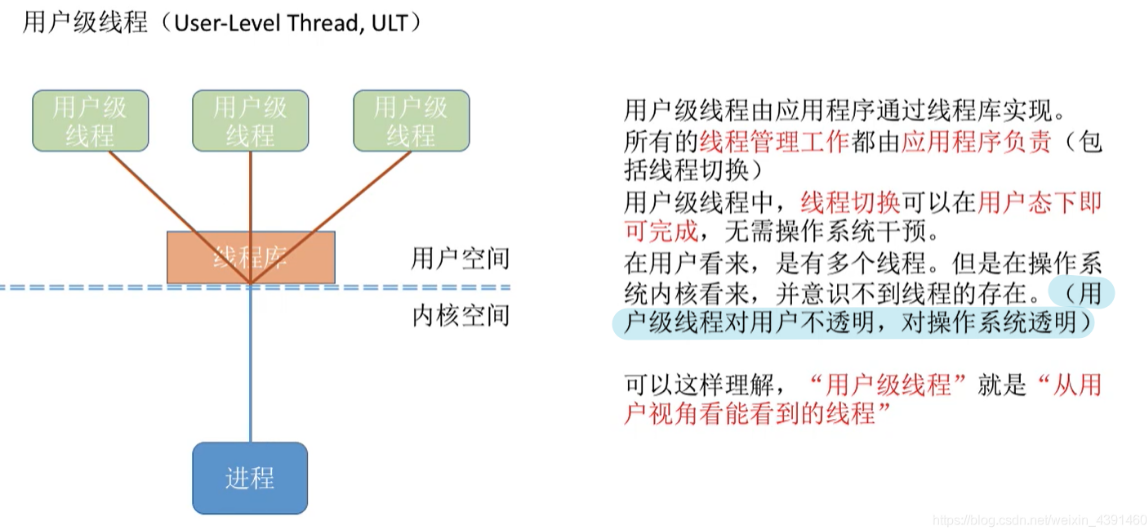 用户级线程（User-Level Thread, ULT）
用户级
线程
用户级
线程
用户级
线程
线程库
用户空间
内核空间
进程
用户级线程由应用程序通过线程库实现。
所有的线程管理工作都由应用程序负责（包
括线程切换）
用户级线程中，线程切换可以在用户态下即
可完成，无需操作系统干预。
在用户看来，是有多个线程。但是在操作系
统内核看来，并意识不到线程的存在。（用
户级线程对用户不透明，对操作系统透明）
可以这样理解，“用户级线程”就是“从用
户视角看能看到的线程”
https://blog.csdn.net/weixin_4391466